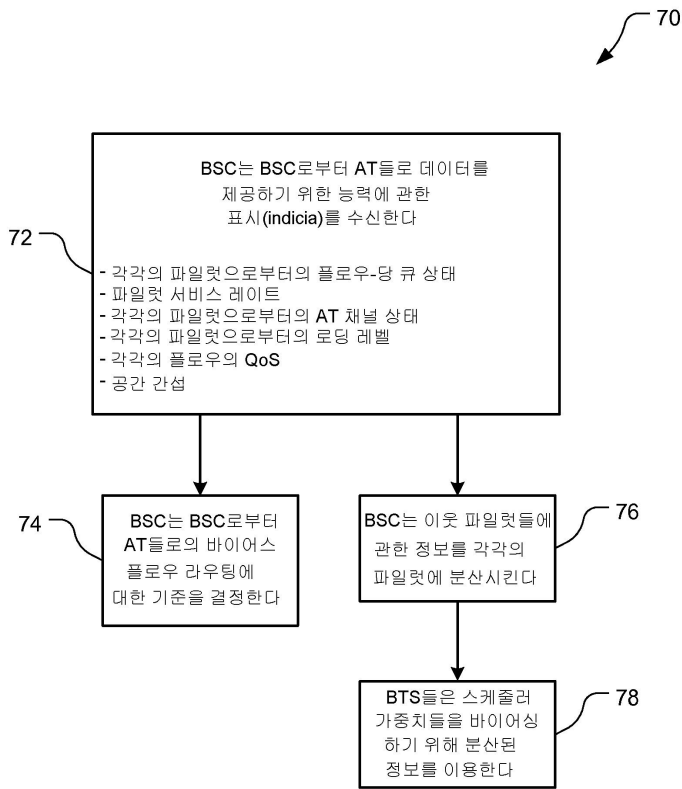 70
BSC는 BSC로부터 AT들로 데이터를
제공하기 위한 능력에 관한
표시(indicia)를 수신한다
72
- 각각의 파일럿으로부터의 플로우-당 큐 상태
- 파일럿 서비스 레이트
- 각각의 파일럿으로부터의 AT 채널 상태
- 각각의 파일럿으로부터의 로딩 레벨
- 각각의 플로우의 QoS
- 공간 간섭
74
BSC는 BSC로부터
AT들로의 바이어스
플로우 라우팅에
대한 기준을 결정한다
76
BSC는 이웃 파일럿들에
관한 정보를 각각의
파일럿에 분산시킨다
78
BTS들은 스케줄러
가중치들을 바이어싱
하기 위해 분산된
정보를 이용한다